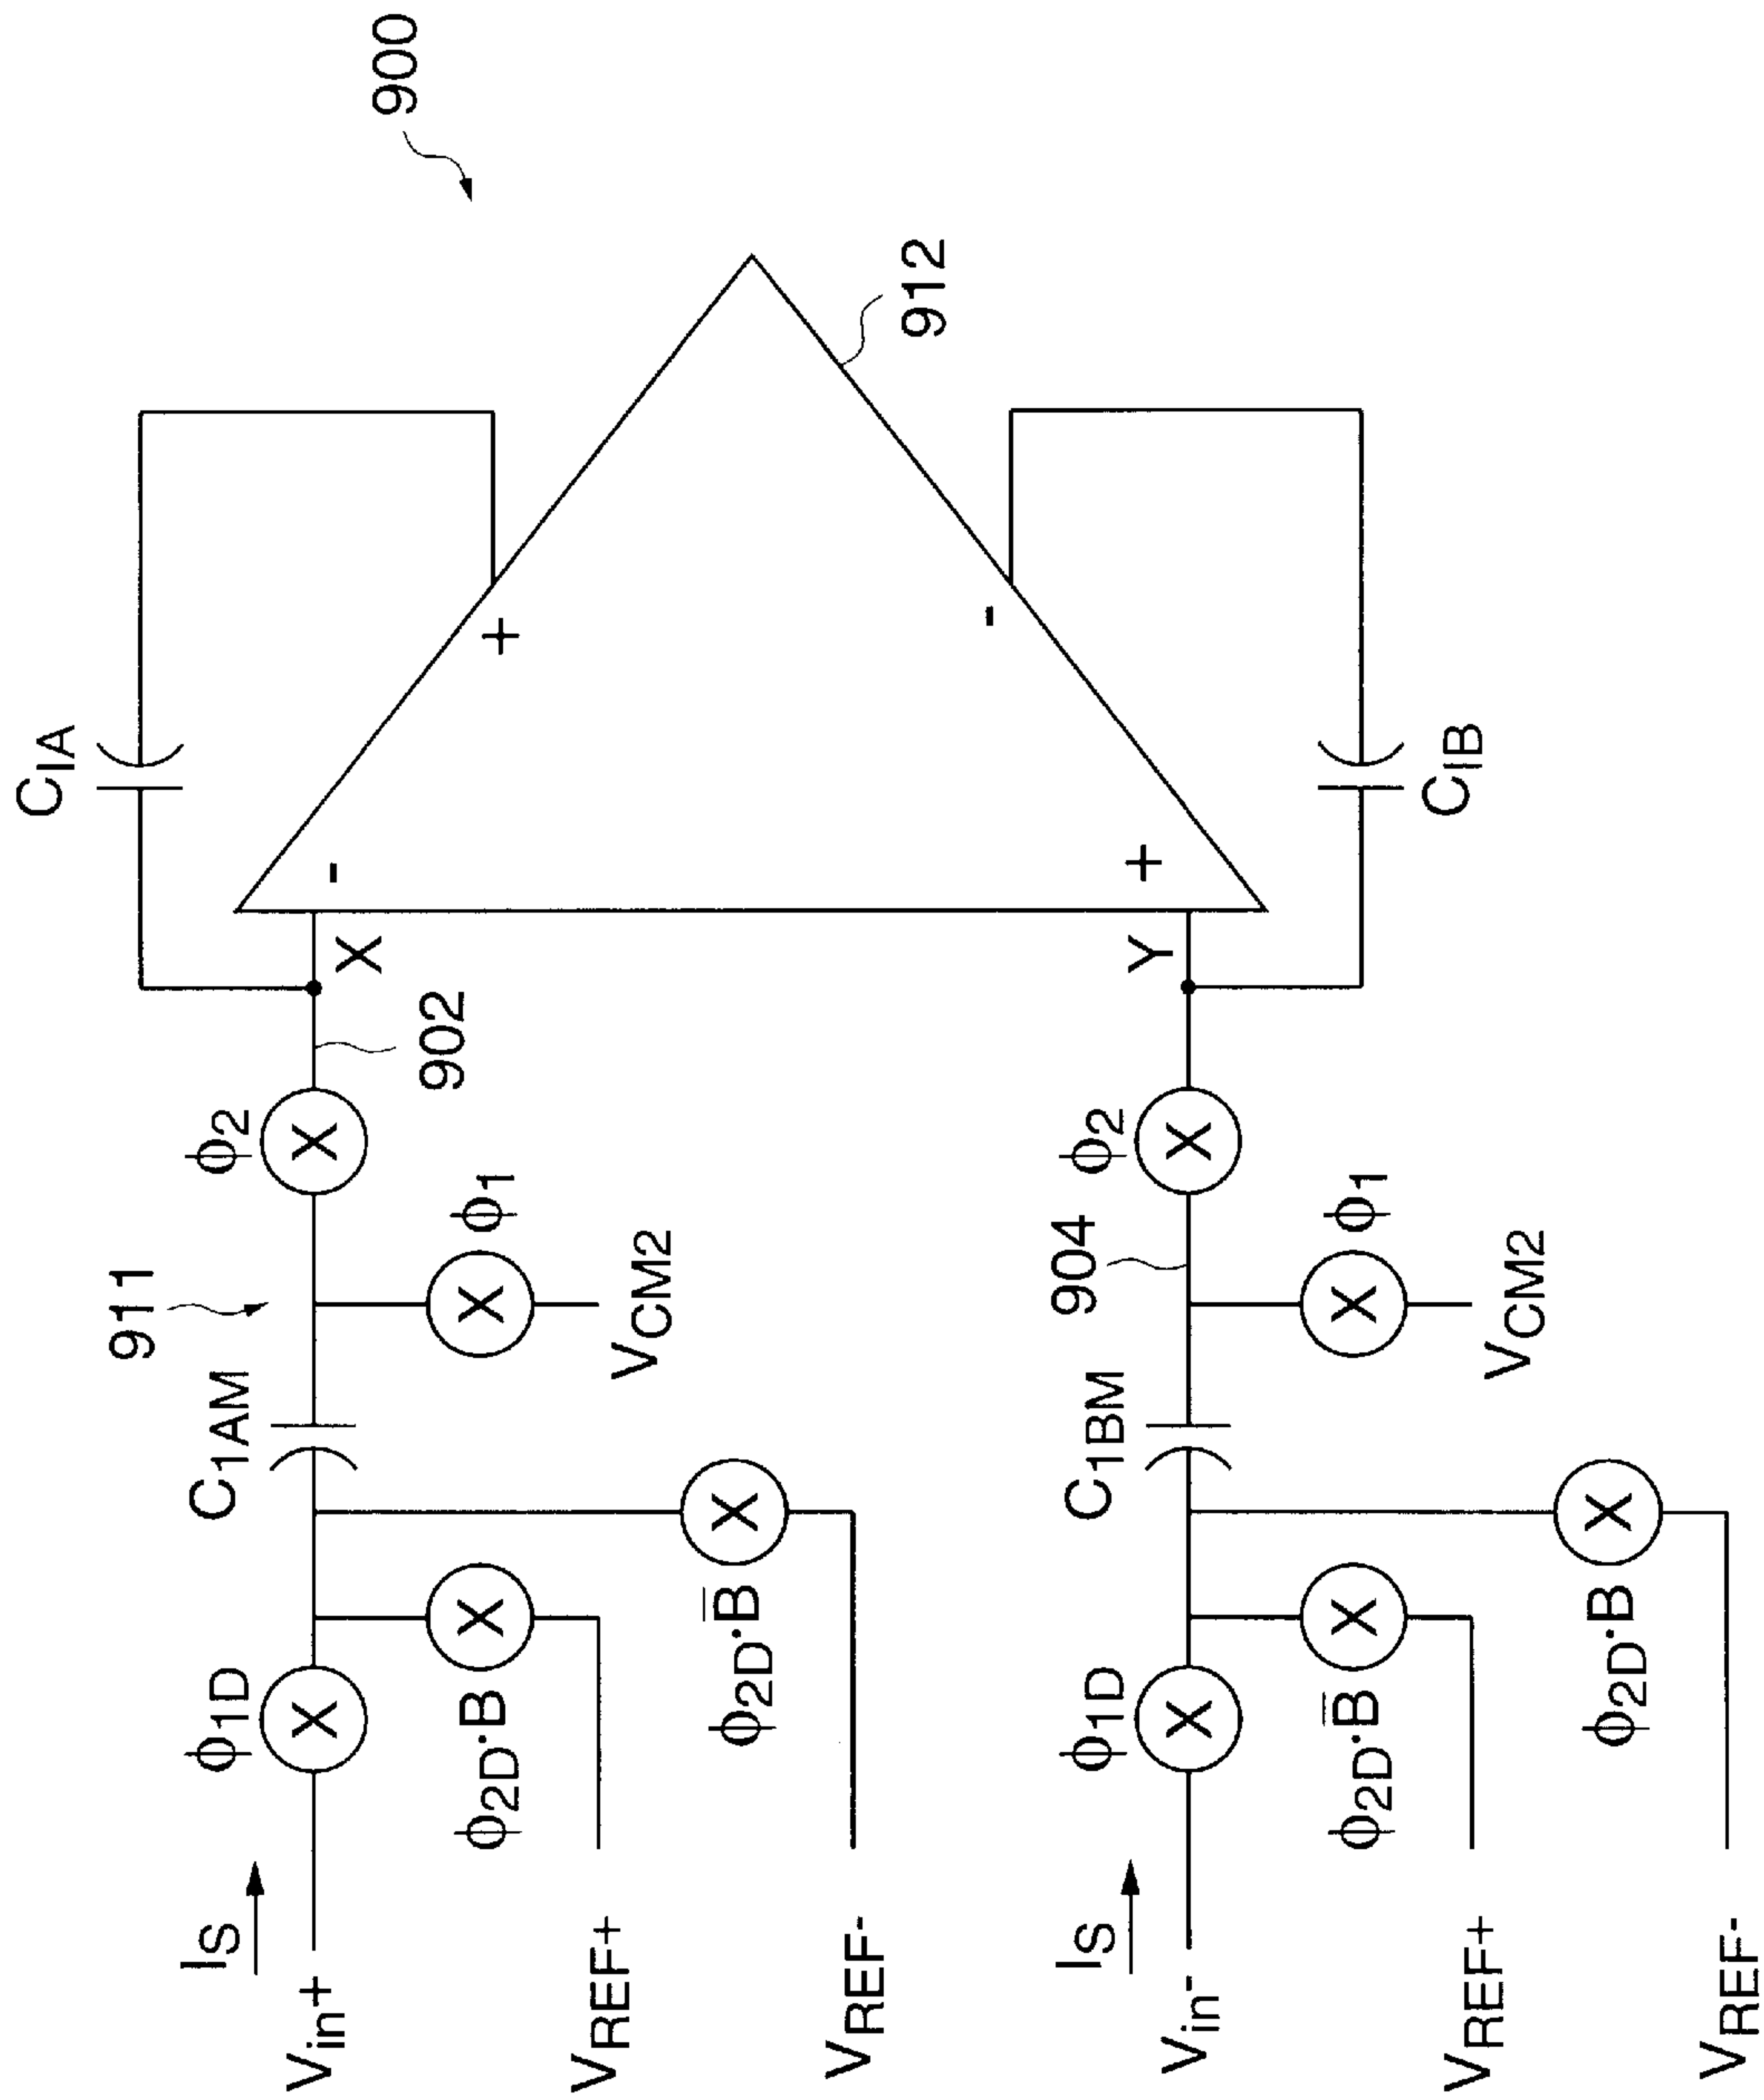 900
C_IA
+
-
912
-
+
X
Y
C_IB
902
ϕ2
ϕ1
V_CM2
911
C_1AM
ϕ1D
I_S
V_in+
ϕ2D·B
V_REF+
ϕ2D·B̅
V_REF-
ϕ2
904
ϕ1
V_CM2
C_1BM
ϕ1D
I_S
V_in-
ϕ2D·B̅
V_REF+
ϕ2D·B
V_REF-